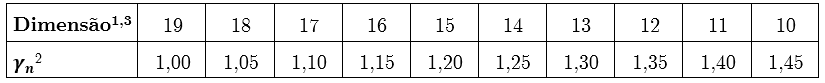 Dimensão¹,³ 19 18 17 16 15 14 13 12 11 10
γₙ² 1,00 1,05 1,10 1,15 1,20 1,25 1,30 1,35 1,40 1,45